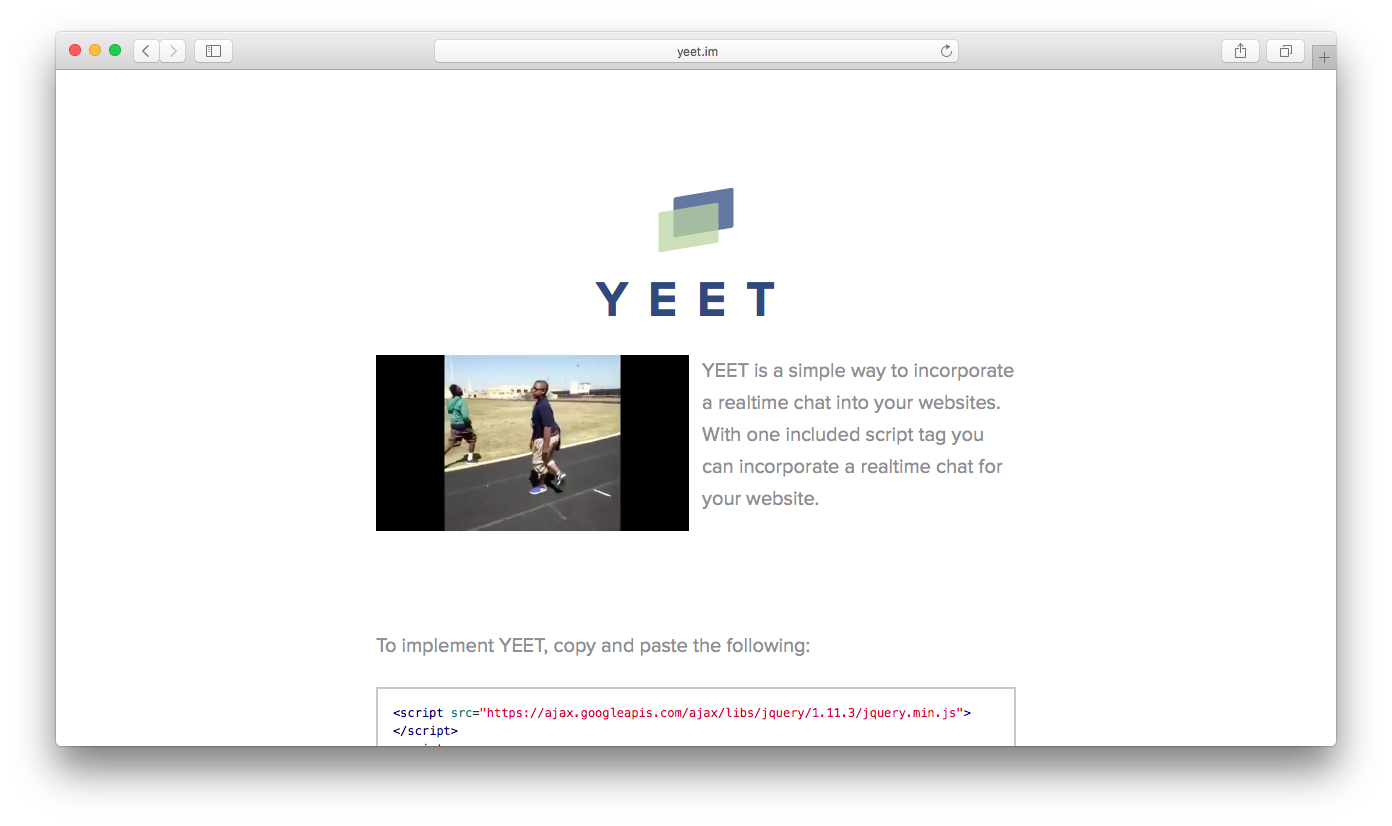 yeet.im
YEET
YEET is a simple way to incorporate
a realtime chat into your websites.
With one included script tag you
can incorporate a realtime chat for
your website.
To implement YEET, copy and paste the following:
<script src="https://ajax.googleapis.com/ajax/libs/jquery/1.11.3/jquery.min.js">
</script>